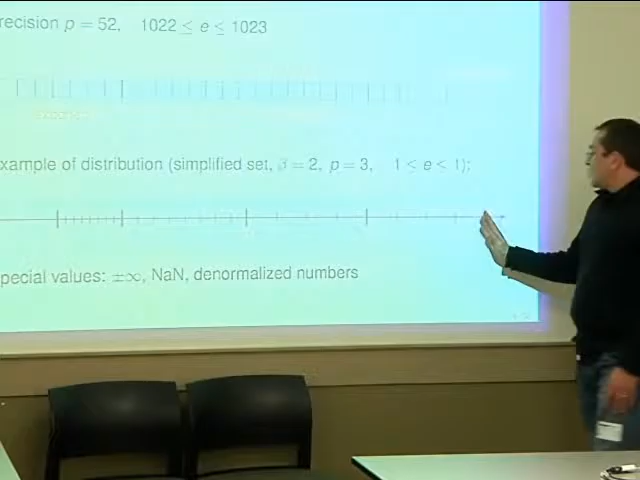 recision p = 52, 1022 ≤ e ≤ 1023
xample of distribution (simplified set, β = 2, p = 3, 1 < e < 1);
pecial values: ±∞, NaN, denormalized numbers